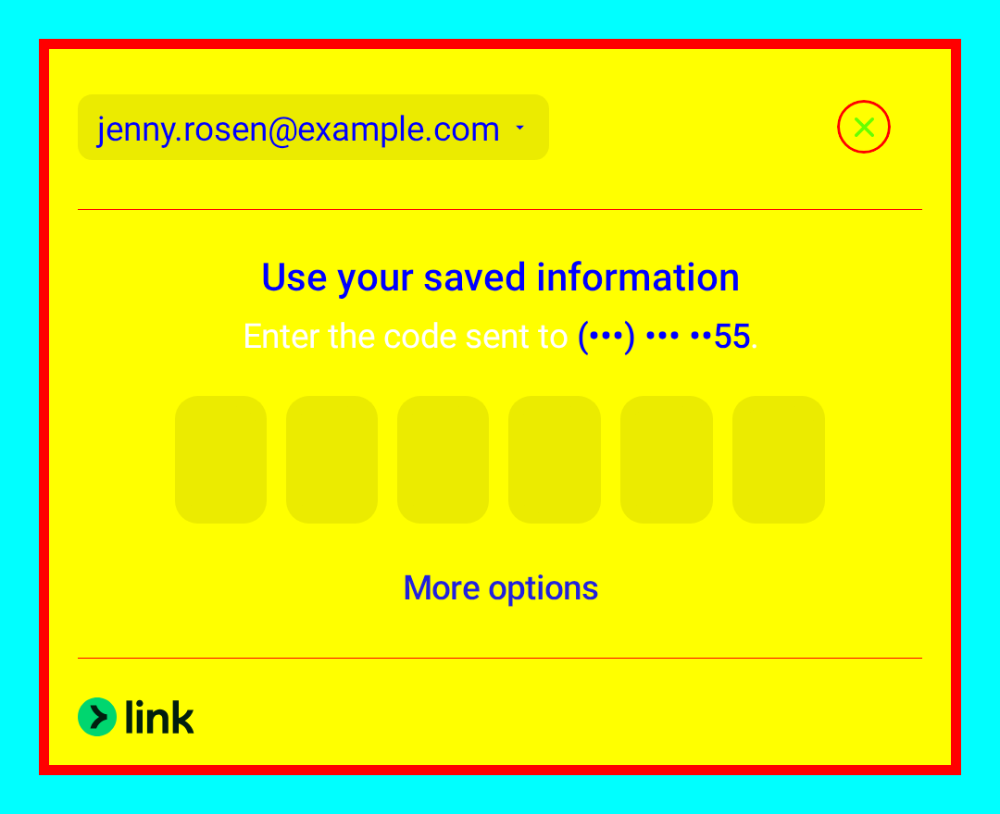 jenny.rosen@example.com
Use your saved information
Enter the code sent to (•••) ••• ••55.
More options
link